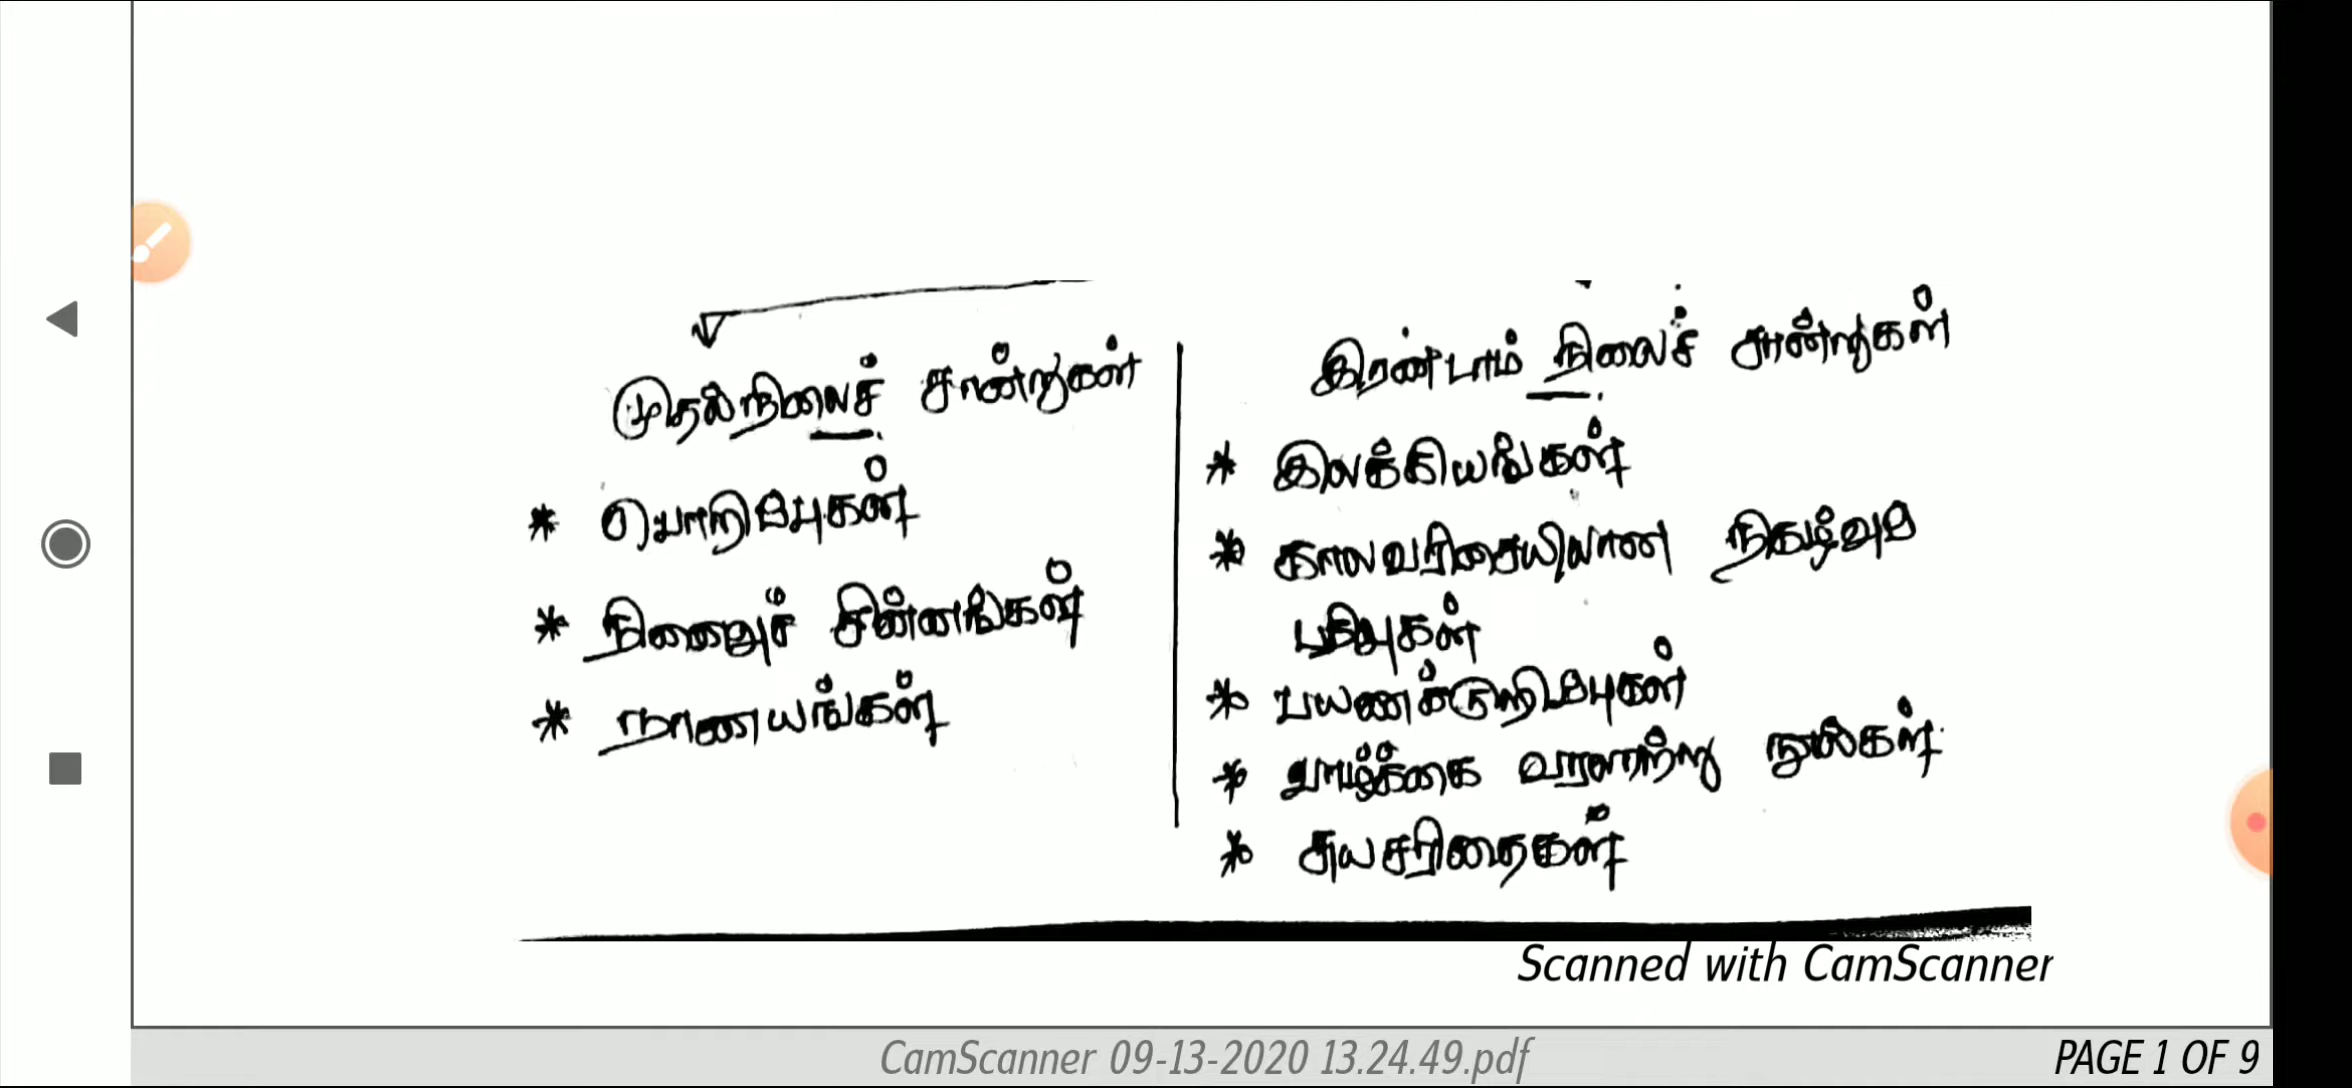 முதல்நிலைச் சான்றுகள்
* பொறிப்புகள்
* நினைவுச் சின்னங்கள்
* நாணயங்கள்
இரண்டாம் நிலைச் சான்றுகள்
* இலக்கியங்கள்
* காலவரிசையிலான நிகழ்வுப்
பதிவுகள்
* பயணக்குறிப்புகள்
* வாழ்க்கை வரலாற்று நூல்கள்
* சுயசரிதைகள்
Scanned with CamScanner
CamScanner 09-13-2020 13.24.49.pdf
PAGE 1 OF 9